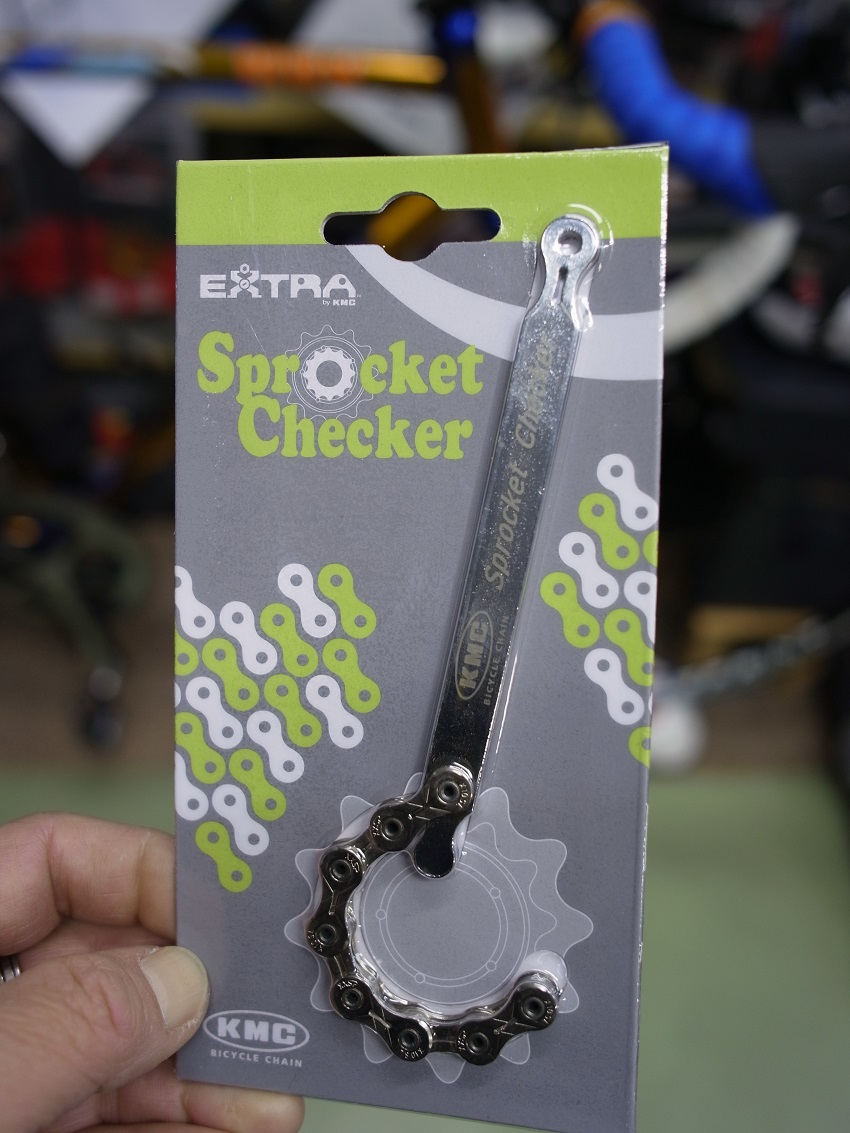 EXTRA
by KMC
Sprocket
Checker
Sprocket Checker
KMC
BICYCLE CHAIN
KMC
BICYCLE CHAIN